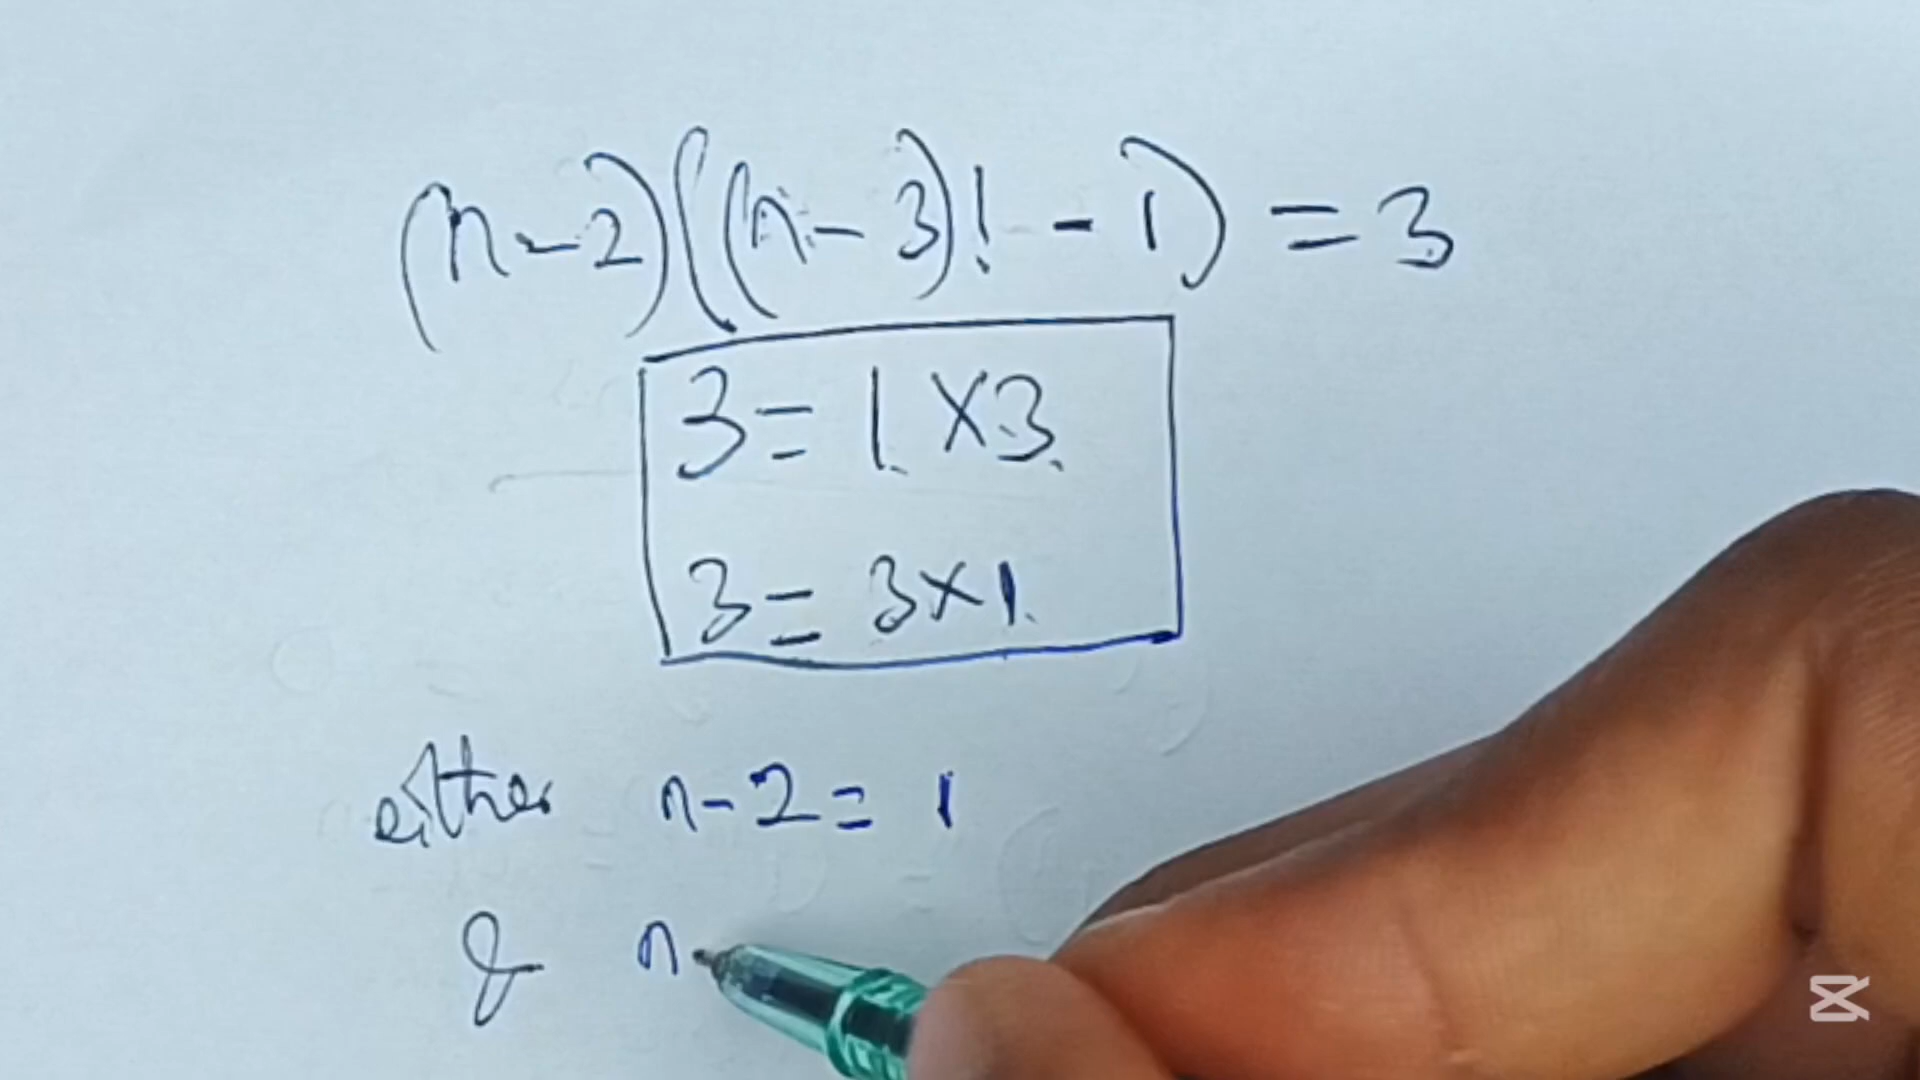 (n-2)((n-3)! - 1) = 3
3 = 1 × 3
3 = 3 × 1
either n-2 = 1
& n-